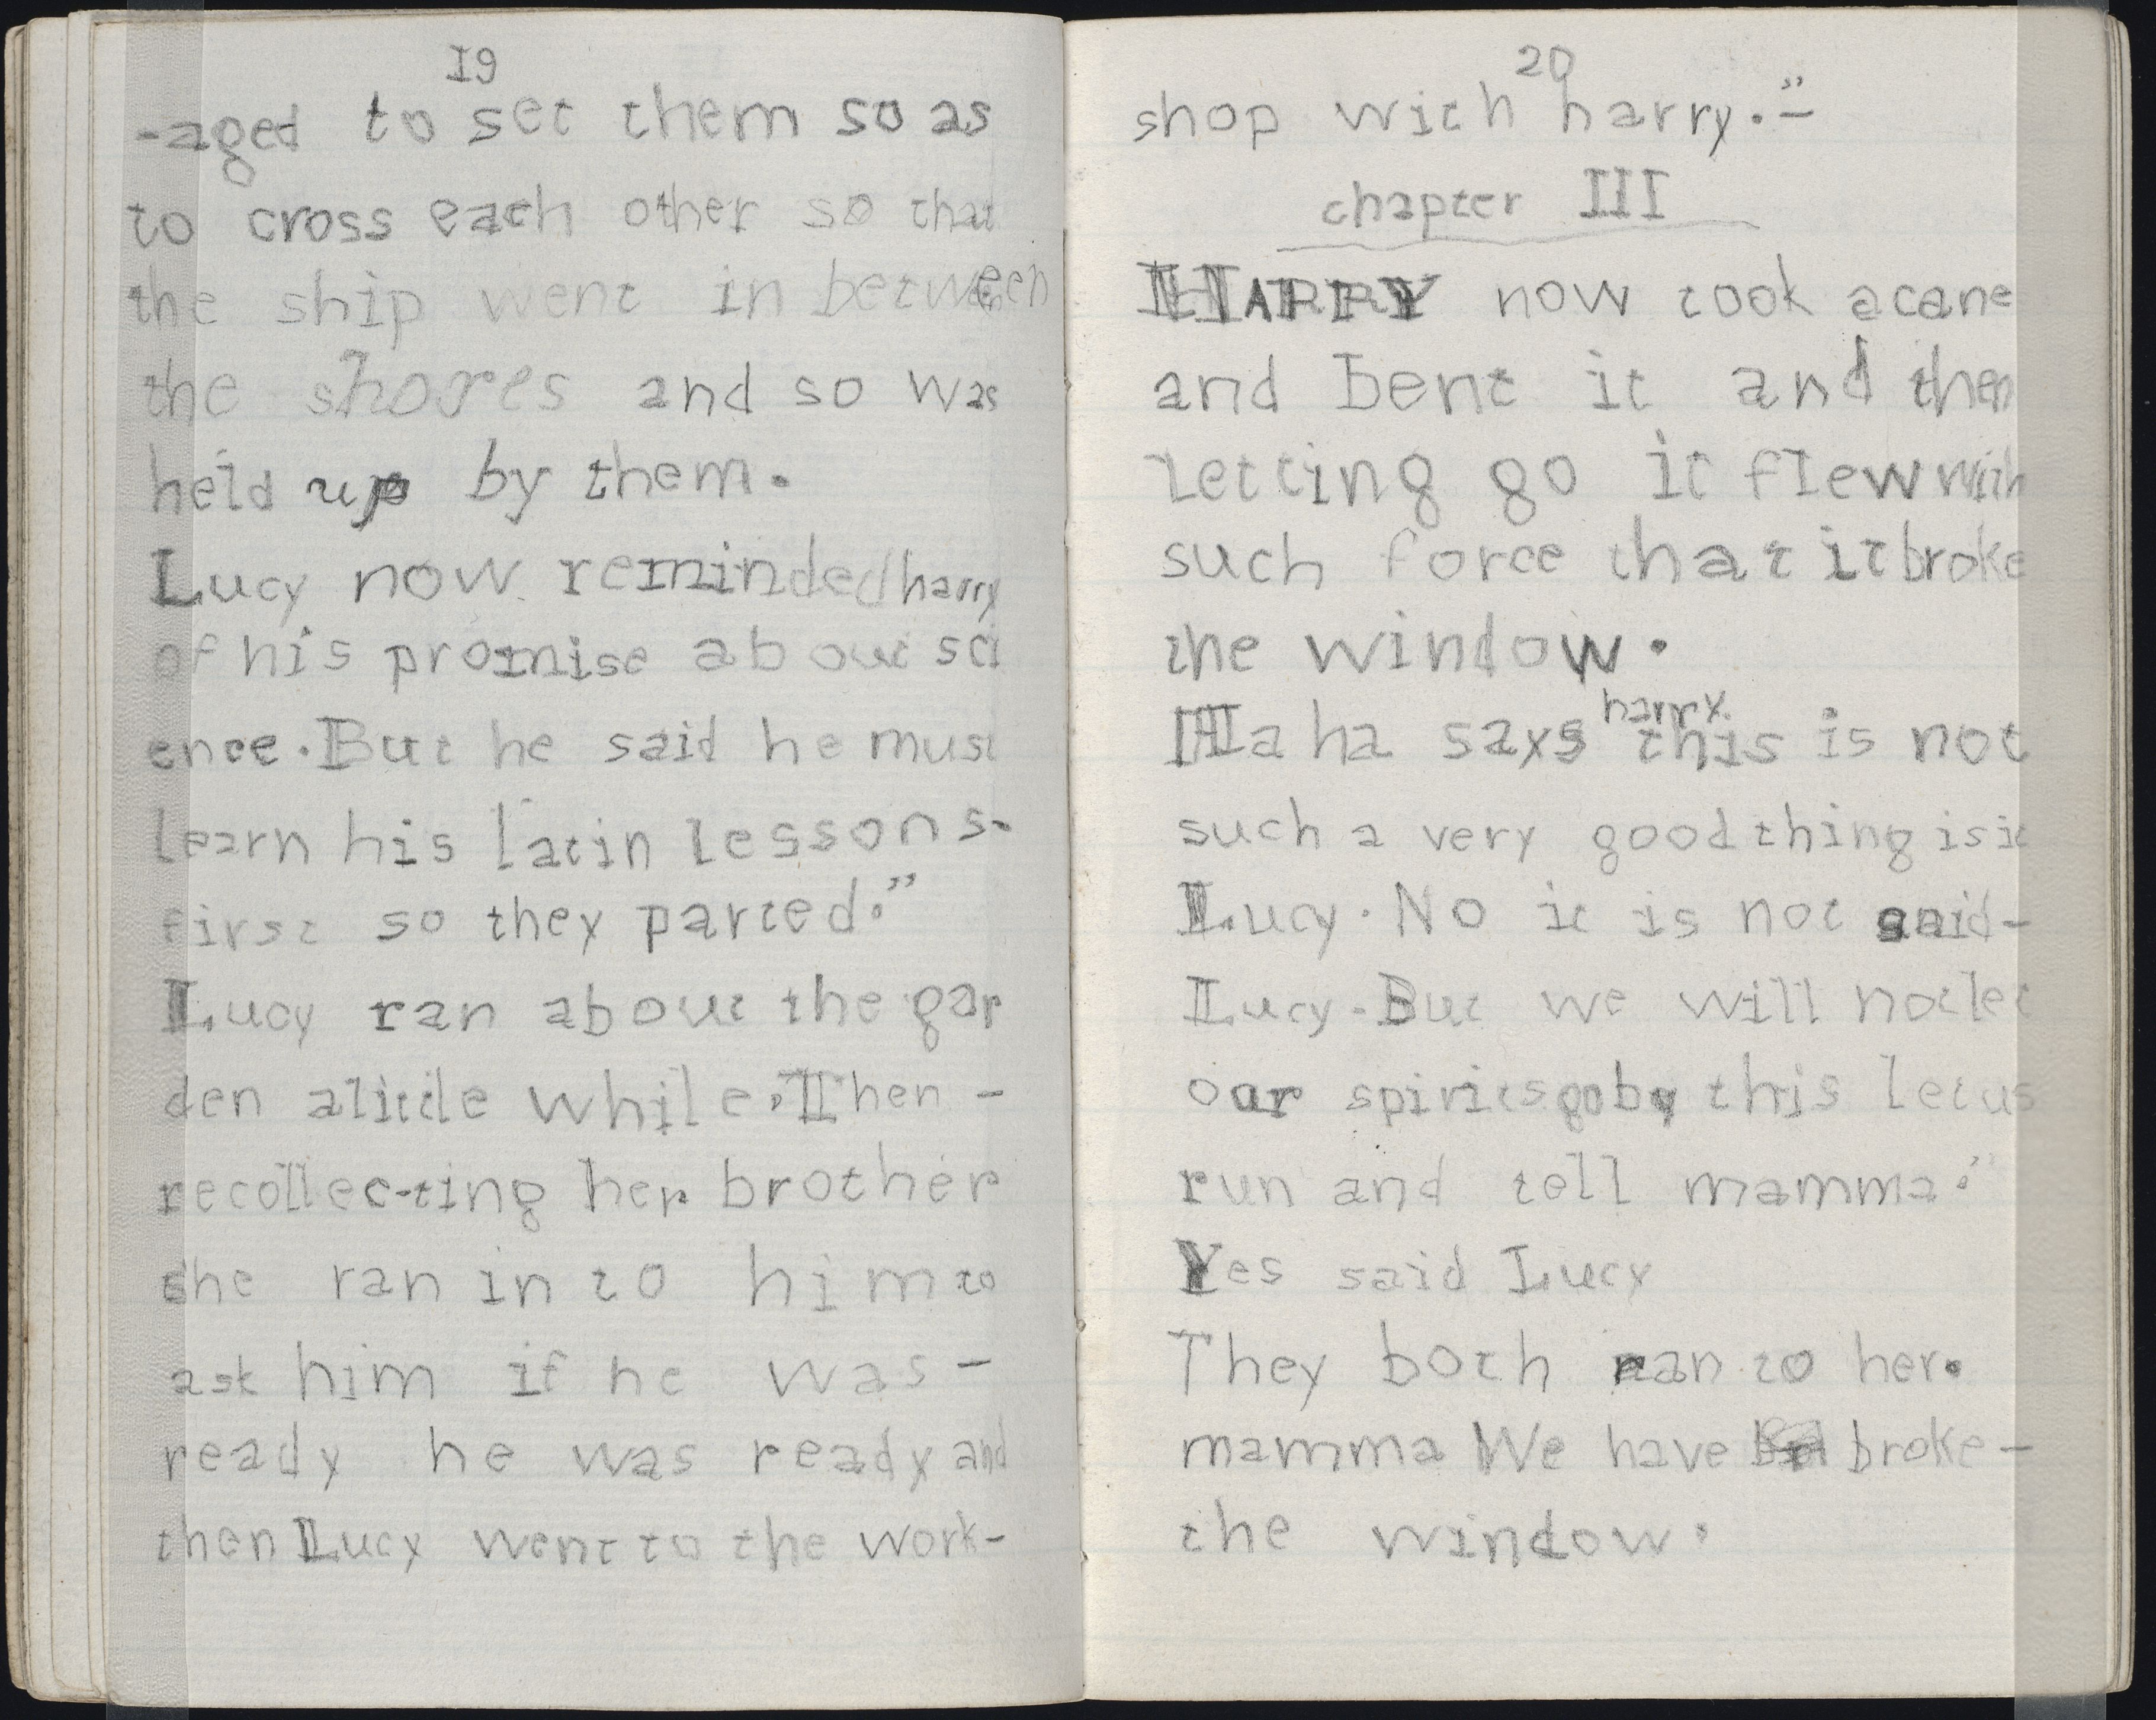 19
-aged to set them so as
to cross each other so that
the ship went in between
the shores and so was
held up by them.
Lucy now reminded harry
of his promise about sci
ence. But he said he must
learn his latin lessons-
first so they parted."
Lucy ran about the gar
den alittle while. Then -
recollec-ting her brother
she ran in to him to
ask him if he was -
ready he was ready and
then Lucy went to the work-
20
shop with harry."-
chapter III
HARRY now took a cane
and bent it and then
letting go it flew with
such force that it broke
the window.
harry.
Ha ha says this is not
such a very good thing is it
Lucy. No it is not said-
Lucy. But we will not let
our spirits go by this let us
run and tell mamma."
Yes said Lucy
They both ran to her.
mamma We have broke-
the window.